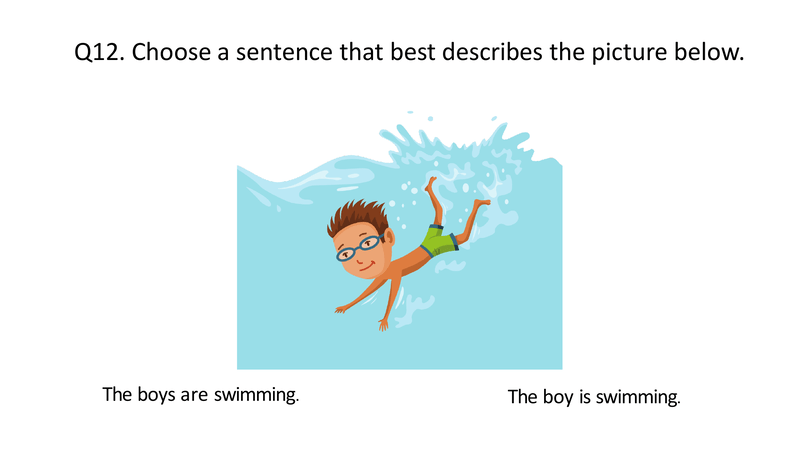 Q12. Choose a sentence that best describes the picture below.
The boys are swimming.
The boy is swimming.